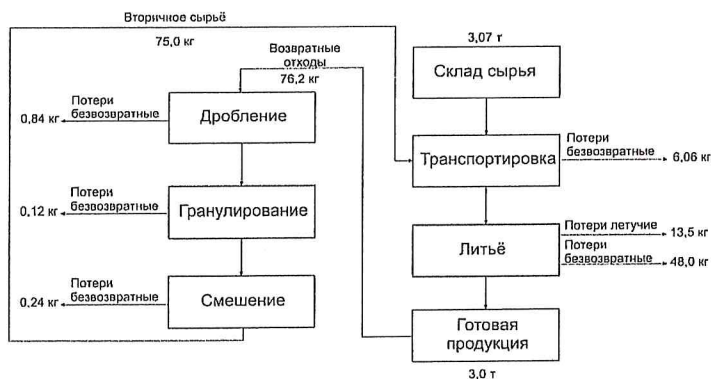 Вторичное сырьё
75,0 кг
Возвратные
отходы
76,2 кг
3,07 т
Склад сырья
Потери
безвозвратные
0,84 кг
Дробление
Транспортировка
Потери
безвозвратные
6,06 кг
Потери
безвозвратные
0,12 кг
Гранулирование
Литьё
Потери летучие
13,5 кг
Потери
безвозвратные
48,0 кг
Потери
безвозвратные
0,24 кг
Смешение
Готовая
продукция
3,0 т